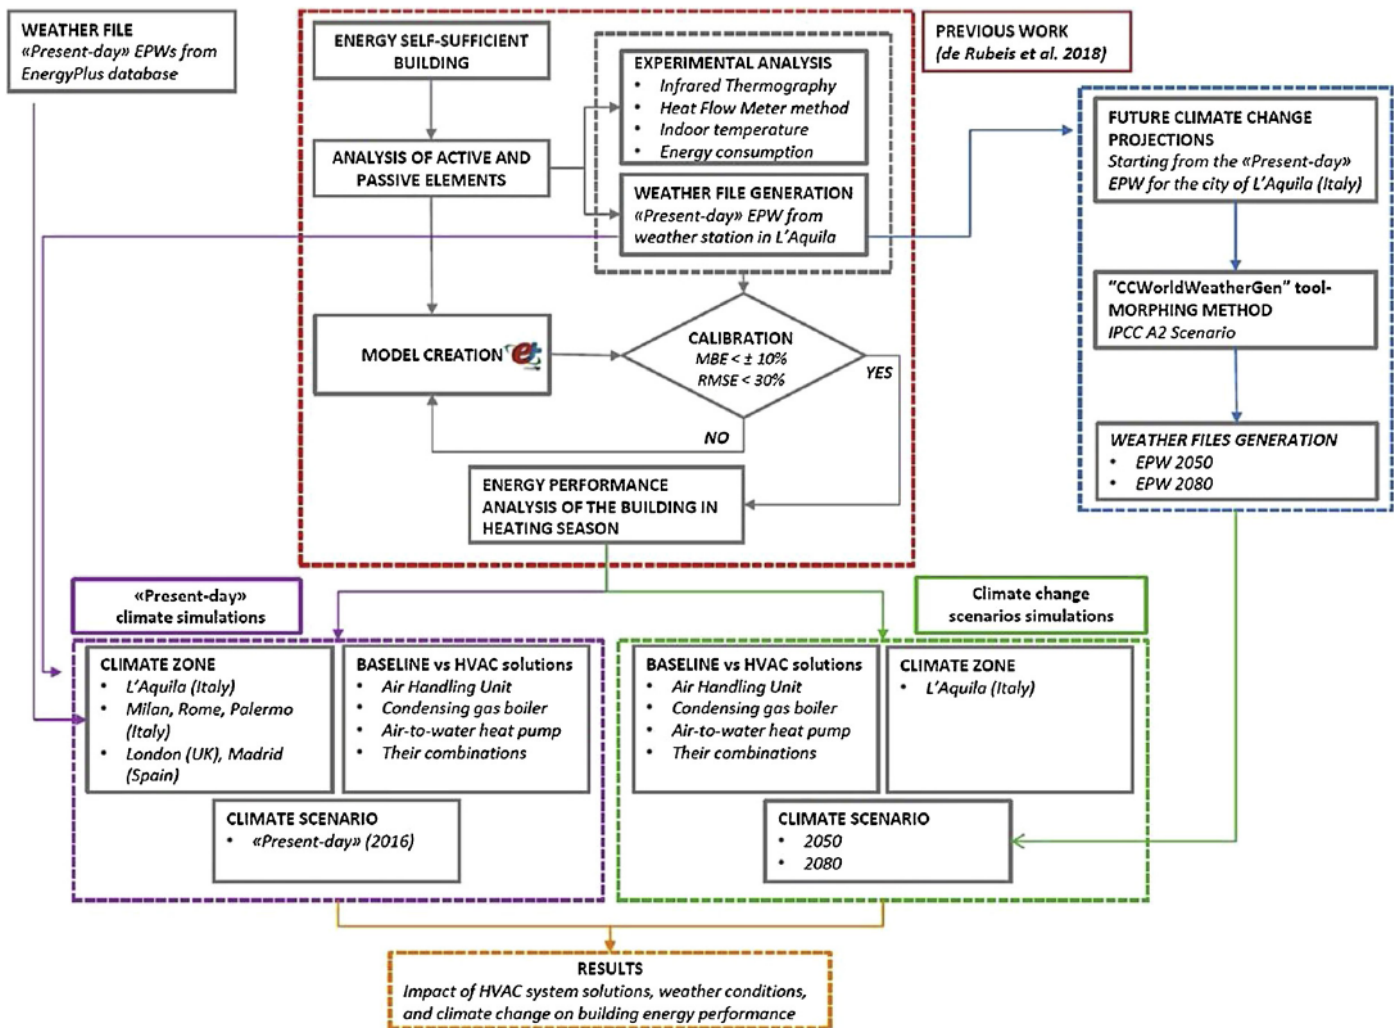 WEATHER FILE
«Present-day» EPWs from
EnergyPlus database
ENERGY SELF-SUFFICIENT
BUILDING
ANALYSIS OF ACTIVE AND
PASSIVE ELEMENTS
EXPERIMENTAL ANALYSIS
• Infrared Thermography
• Heat Flow Meter method
• Indoor temperature
• Energy consumption
WEATHER FILE GENERATION
«Present-day» EPW from
weather station in L'Aquila
PREVIOUS WORK
(de Rubeis et al. 2018)
FUTURE CLIMATE CHANGE
PROJECTIONS
Starting from the «Present-day»
EPW for the city of L'Aquila (Italy)
"CCWorldWeatherGen" tool-
MORPHING METHOD
IPCC A2 Scenario
WEATHER FILES GENERATION
• EPW 2050
• EPW 2080
MODEL CREATION
CALIBRATION
MBE < ± 10%
RMSE < 30%
YES
NO
ENERGY PERFORMANCE
ANALYSIS OF THE BUILDING IN
HEATING SEASON
«Present-day»
climate simulations
CLIMATE ZONE
• L'Aquila (Italy)
• Milan, Rome, Palermo
(Italy)
• London (UK), Madrid
(Spain)
BASELINE vs HVAC solutions
• Air Handling Unit
• Condensing gas boiler
• Air-to-water heat pump
• Their combinations
CLIMATE SCENARIO
• «Present-day» (2016)
Climate change
scenarios simulations
BASELINE vs HVAC solutions
• Air Handling Unit
• Condensing gas boiler
• Air-to-water heat pump
• Their combinations
CLIMATE ZONE
• L'Aquila (Italy)
CLIMATE SCENARIO
• 2050
• 2080
RESULTS
Impact of HVAC system solutions, weather conditions,
and climate change on building energy performance